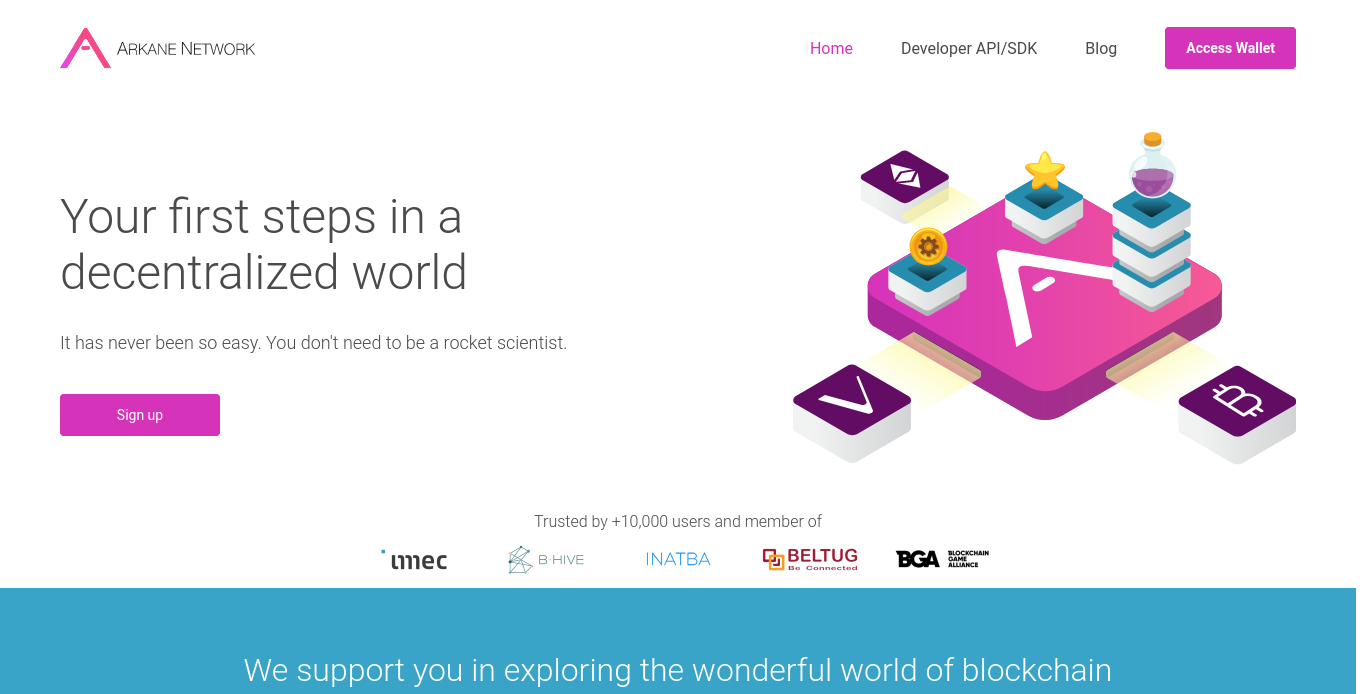 ARKANE NETWORK
Home
Developer API/SDK
Blog
Access Wallet
Your first steps in a
decentralized world
It has never been so easy. You don't need to be a rocket scientist.
Sign up
Trusted by +10,000 users and member of
imec
B·HIVE
INATBA
BELTUG
Be Connected
BGA
BLOCKCHAIN
GAME
ALLIANCE
We support you in exploring the wonderful world of blockchain